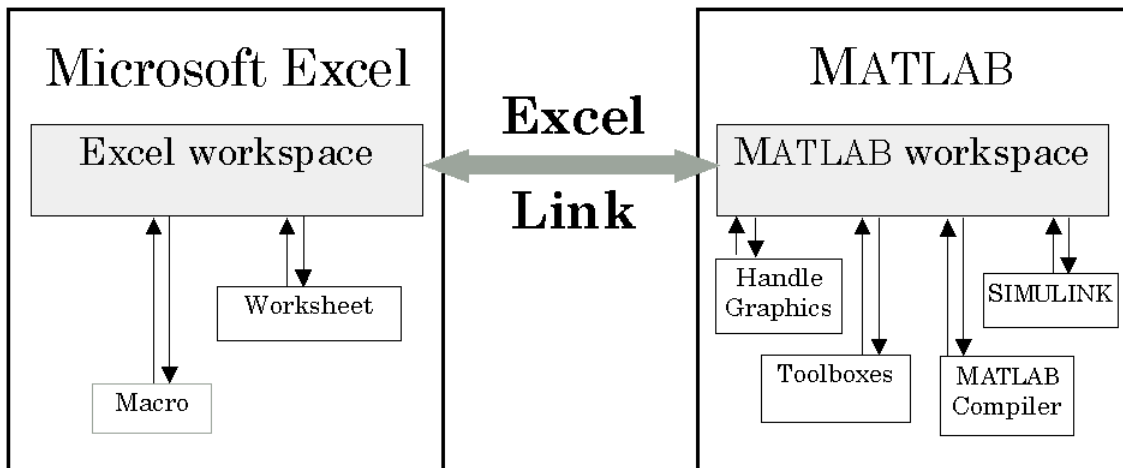 Microsoft Excel
Excel workspace
Worksheet
Macro
Excel
Link
MATLAB
MATLAB workspace
Handle
Graphics
SIMULINK
Toolboxes
MATLAB
Compiler